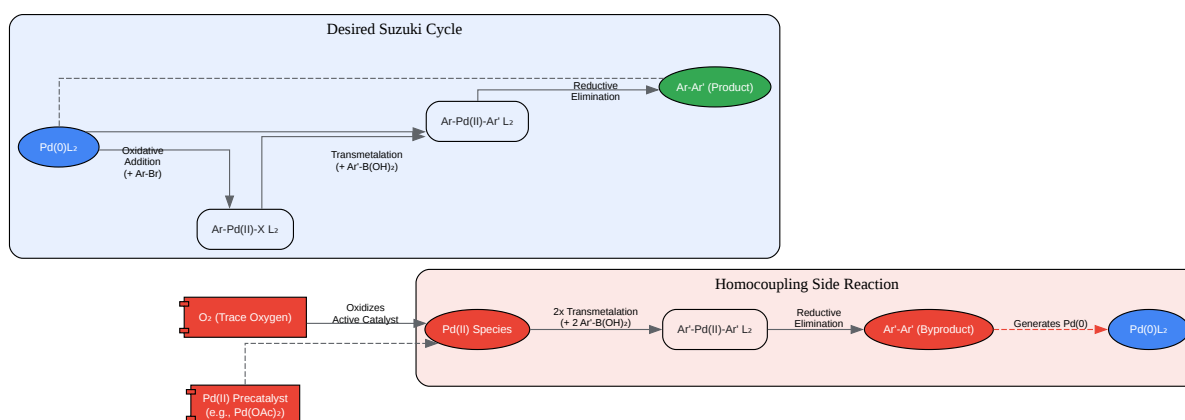 Desired Suzuki Cycle
Ar-Ar' (Product)
Reductive
Elimination
Ar-Pd(II)-Ar' L₂
Pd(0)L₂
Oxidative
Addition
(+ Ar-Br)
Transmetalation
(+ Ar'-B(OH)₂)
Ar-Pd(II)-X L₂
Homocoupling Side Reaction
O₂ (Trace Oxygen)
Oxidizes
Active Catalyst
Pd(II) Species
2x Transmetalation
(+ 2 Ar'-B(OH)₂)
Ar'-Pd(II)-Ar' L₂
Reductive
Elimination
Ar'-Ar' (Byproduct)
Generates Pd(0)
Pd(0)L₂
Pd(II) Precatalyst
(e.g., Pd(OAc)₂)